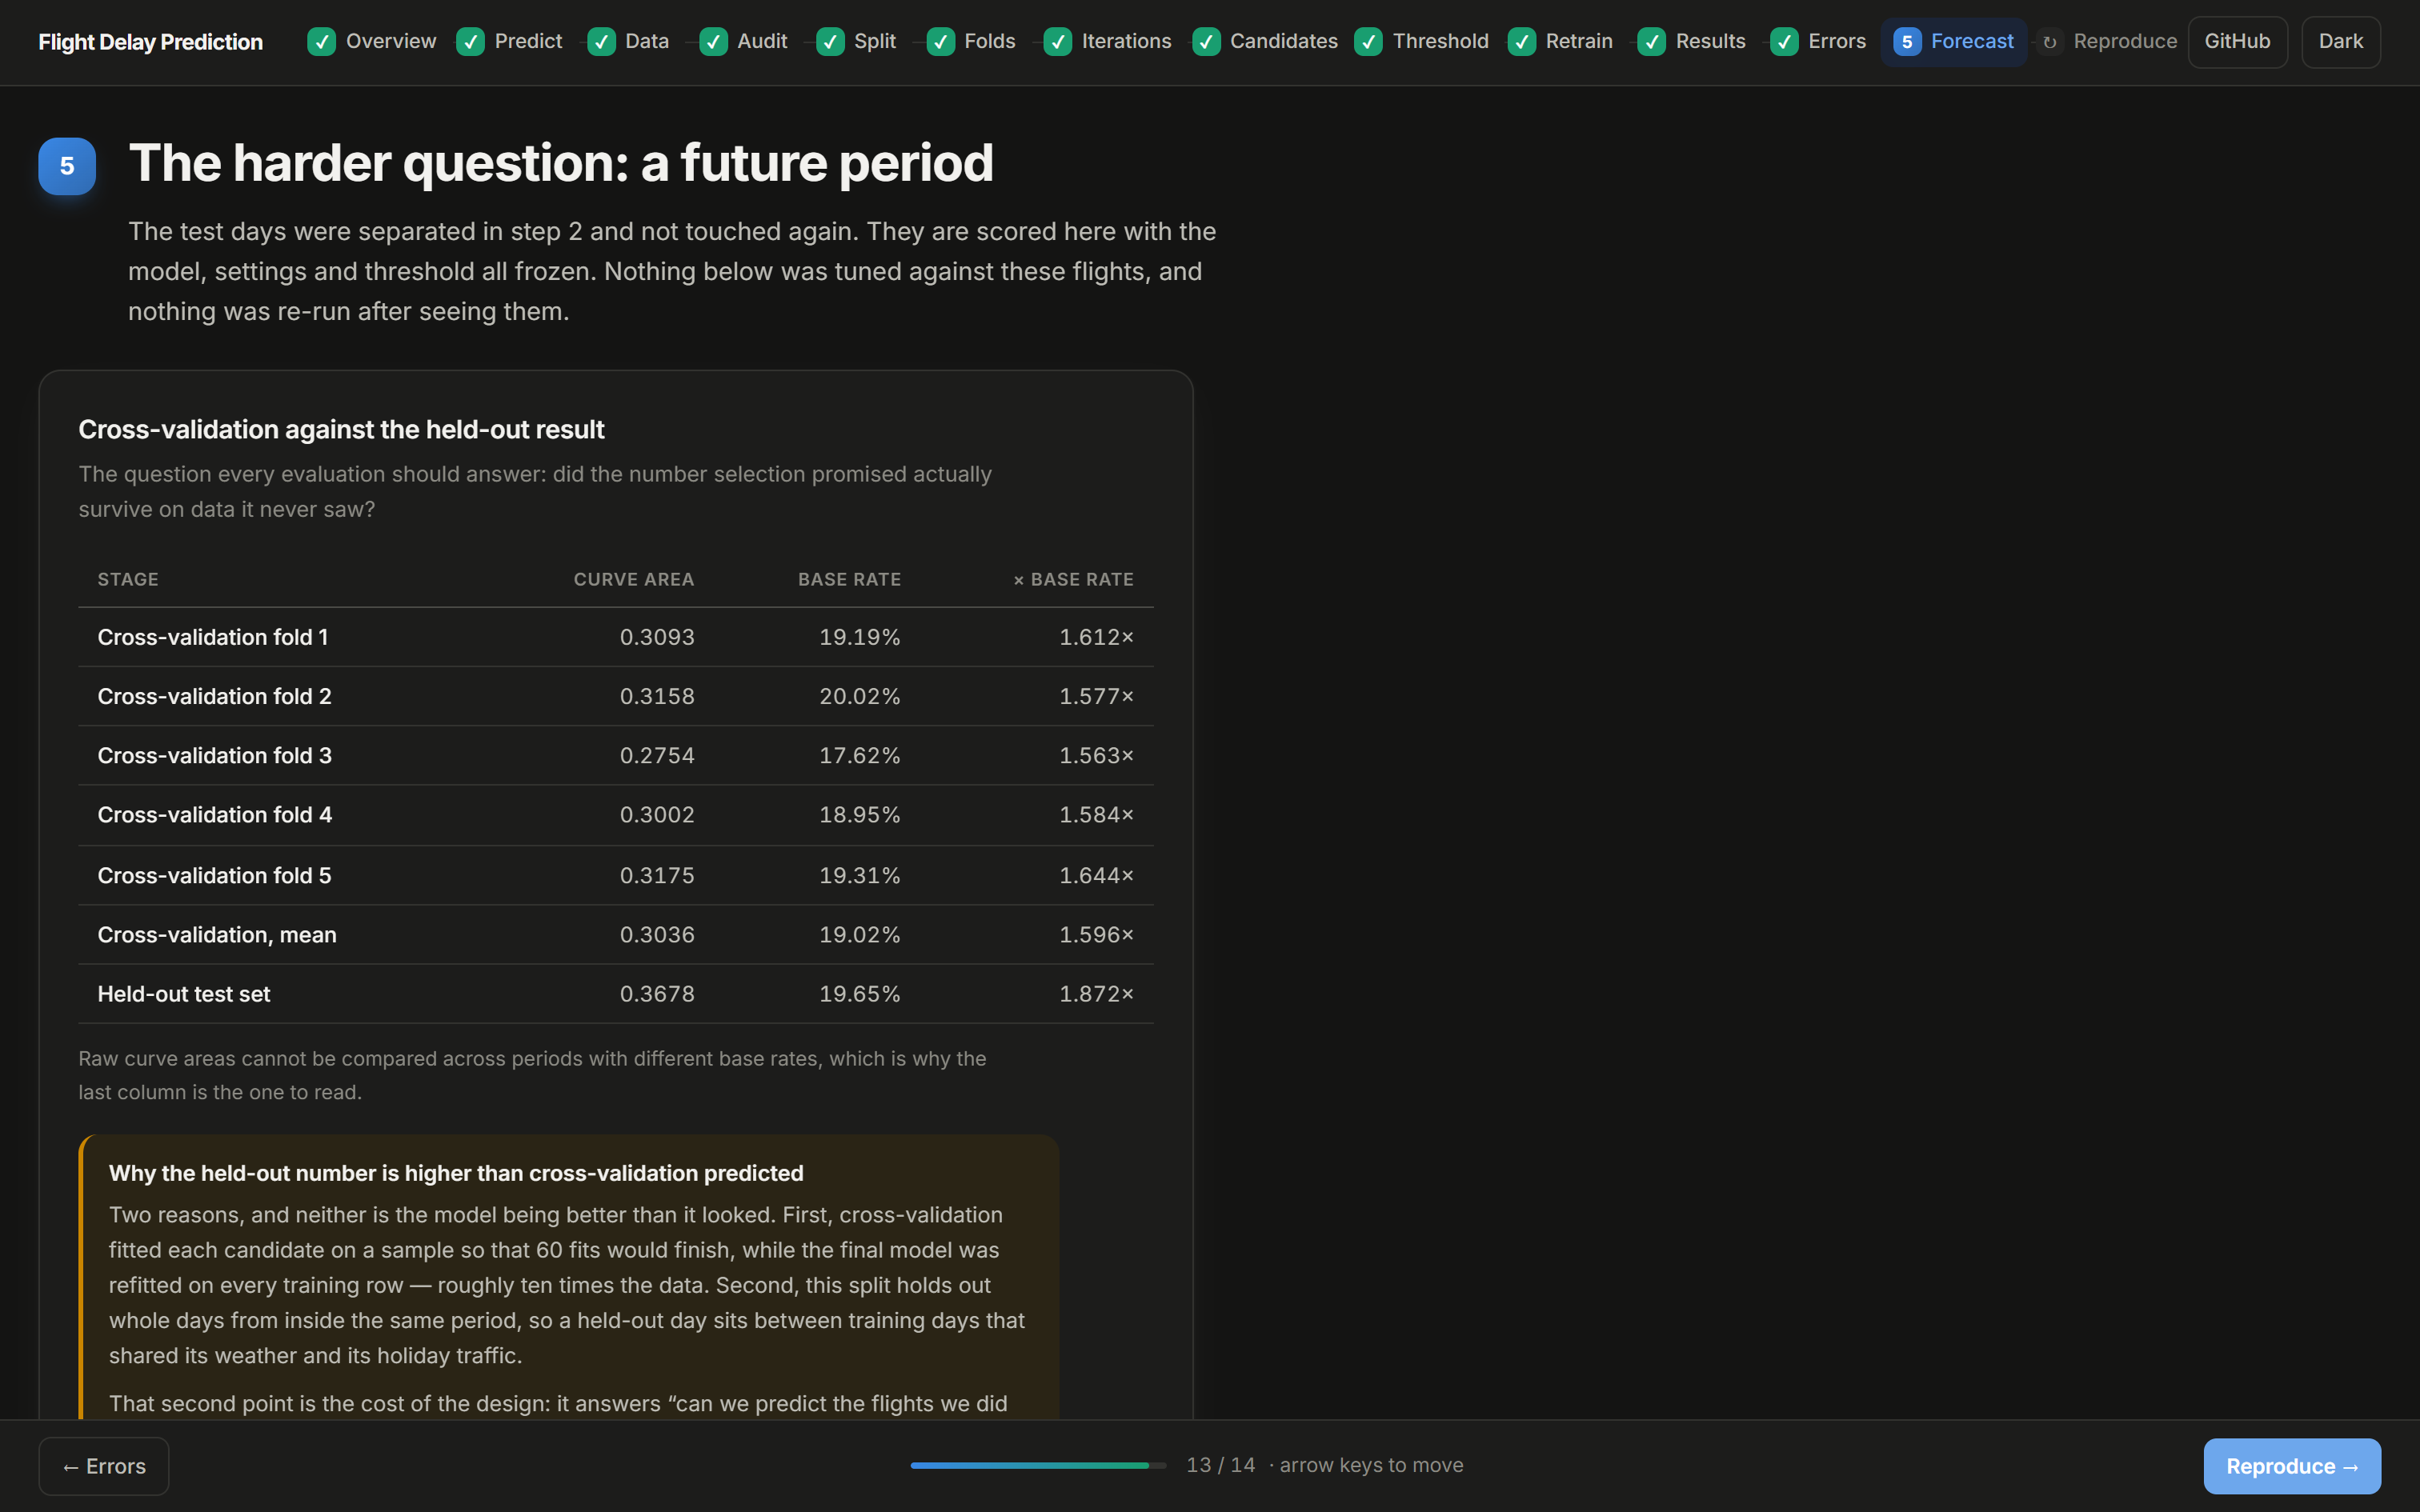 Flight Delay Prediction
✓ Overview ✓ Predict ✓ Data ✓ Audit ✓ Split ✓ Folds ✓ Iterations ✓ Candidates ✓ Threshold ✓ Retrain ✓ Results ✓ Errors 5 Forecast ↻ Reproduce GitHub Dark
5 The harder question: a future period
The test days were separated in step 2 and not touched again. They are scored here with the
model, settings and threshold all frozen. Nothing below was tuned against these flights, and
nothing was re-run after seeing them.
Cross-validation against the held-out result
The question every evaluation should answer: did the number selection promised actually
survive on data it never saw?
STAGE CURVE AREA BASE RATE × BASE RATE
Cross-validation fold 1 0.3093 19.19% 1.612×
Cross-validation fold 2 0.3158 20.02% 1.577×
Cross-validation fold 3 0.2754 17.62% 1.563×
Cross-validation fold 4 0.3002 18.95% 1.584×
Cross-validation fold 5 0.3175 19.31% 1.644×
Cross-validation, mean 0.3036 19.02% 1.596×
Held-out test set 0.3678 19.65% 1.872×
Raw curve areas cannot be compared across periods with different base rates, which is why the
last column is the one to read.
Why the held-out number is higher than cross-validation predicted
Two reasons, and neither is the model being better than it looked. First, cross-validation
fitted each candidate on a sample so that 60 fits would finish, while the final model was
refitted on every training row — roughly ten times the data. Second, this split holds out
whole days from inside the same period, so a held-out day sits between training days that
shared its weather and its holiday traffic.
That second point is the cost of the design: it answers “can we predict the flights we did
← Errors
13 / 14 · arrow keys to move
Reproduce →